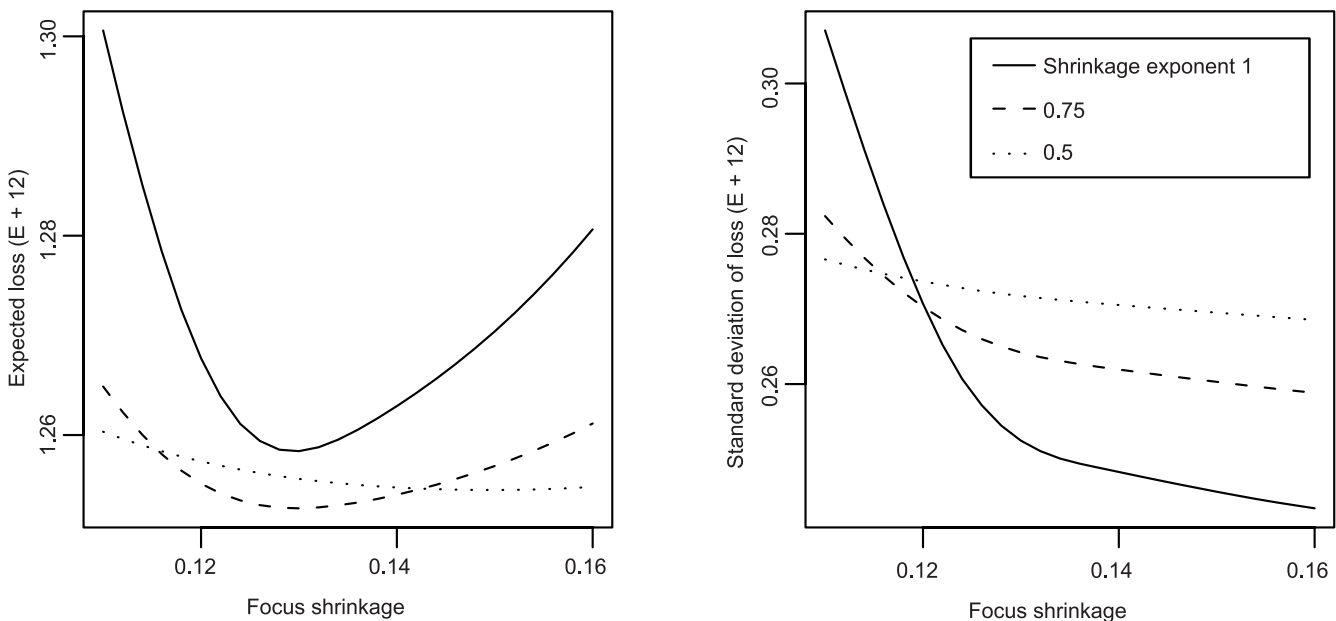 Expected loss (E + 12)
1.30
1.28
1.26
0.12
0.14
0.16
Focus shrinkage
Standard deviation of loss (E + 12)
0.30
0.28
0.26
Shrinkage exponent 1
0.75
0.5
0.12
0.14
0.16
Focus shrinkage